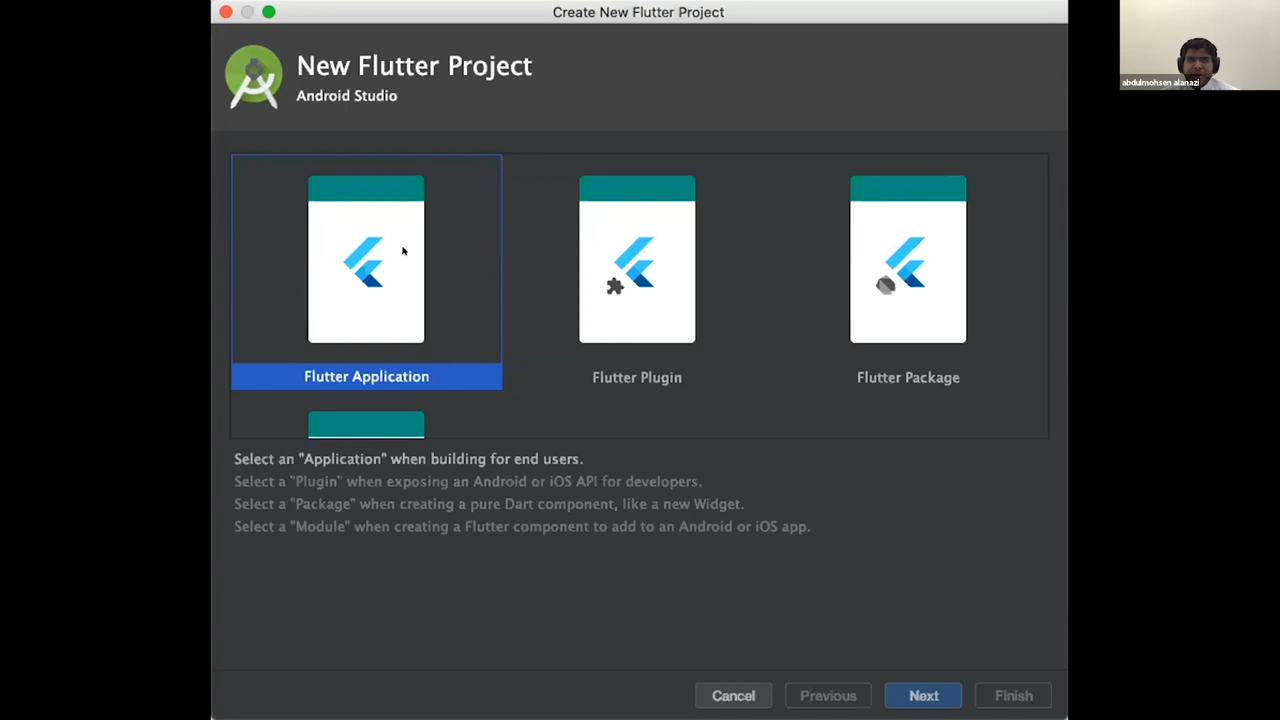 Create New Flutter Project
New Flutter Project
Android Studio
abdulmohsen alanazi
Flutter Application
Flutter Plugin
Flutter Package
Select an "Application" when building for end users.
Select a "Plugin" when exposing an Android or iOS API for developers.
Select a "Package" when creating a pure Dart component, like a new Widget.
Select a "Module" when creating a Flutter component to add to an Android or iOS app.
Cancel
Previous
Next
Finish